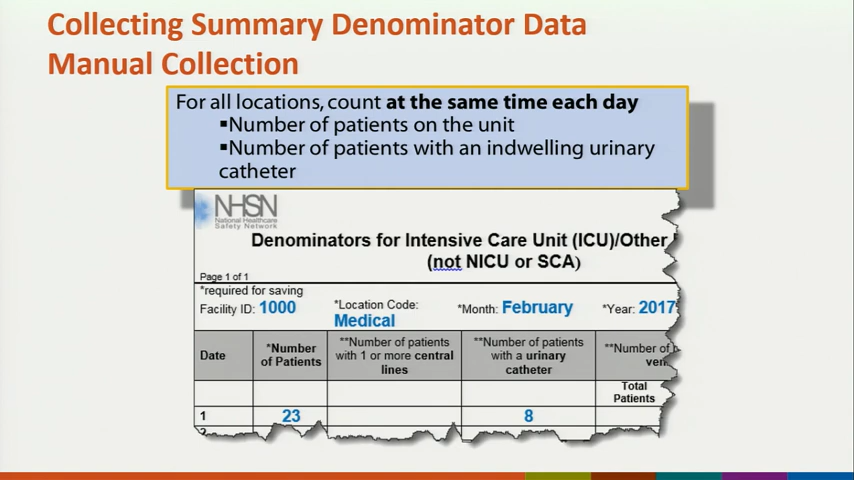 Collecting Summary Denominator Data
Manual Collection
For all locations, count at the same time each day
▪Number of patients on the unit
▪Number of patients with an indwelling urinary
catheter
NHSN
National Healthcare
Safety Network
Denominators for Intensive Care Unit (ICU)/Other
(not NICU or SCA)
Page 1 of 1
*required for saving
Facility ID: 1000 *Location Code: Medical *Month: February *Year: 2017
Date
*Number
of Patients
**Number of patients
with 1 or more central
lines
**Number of patients
with a urinary
catheter
**Number of
Total
Patients
1 23 8
2